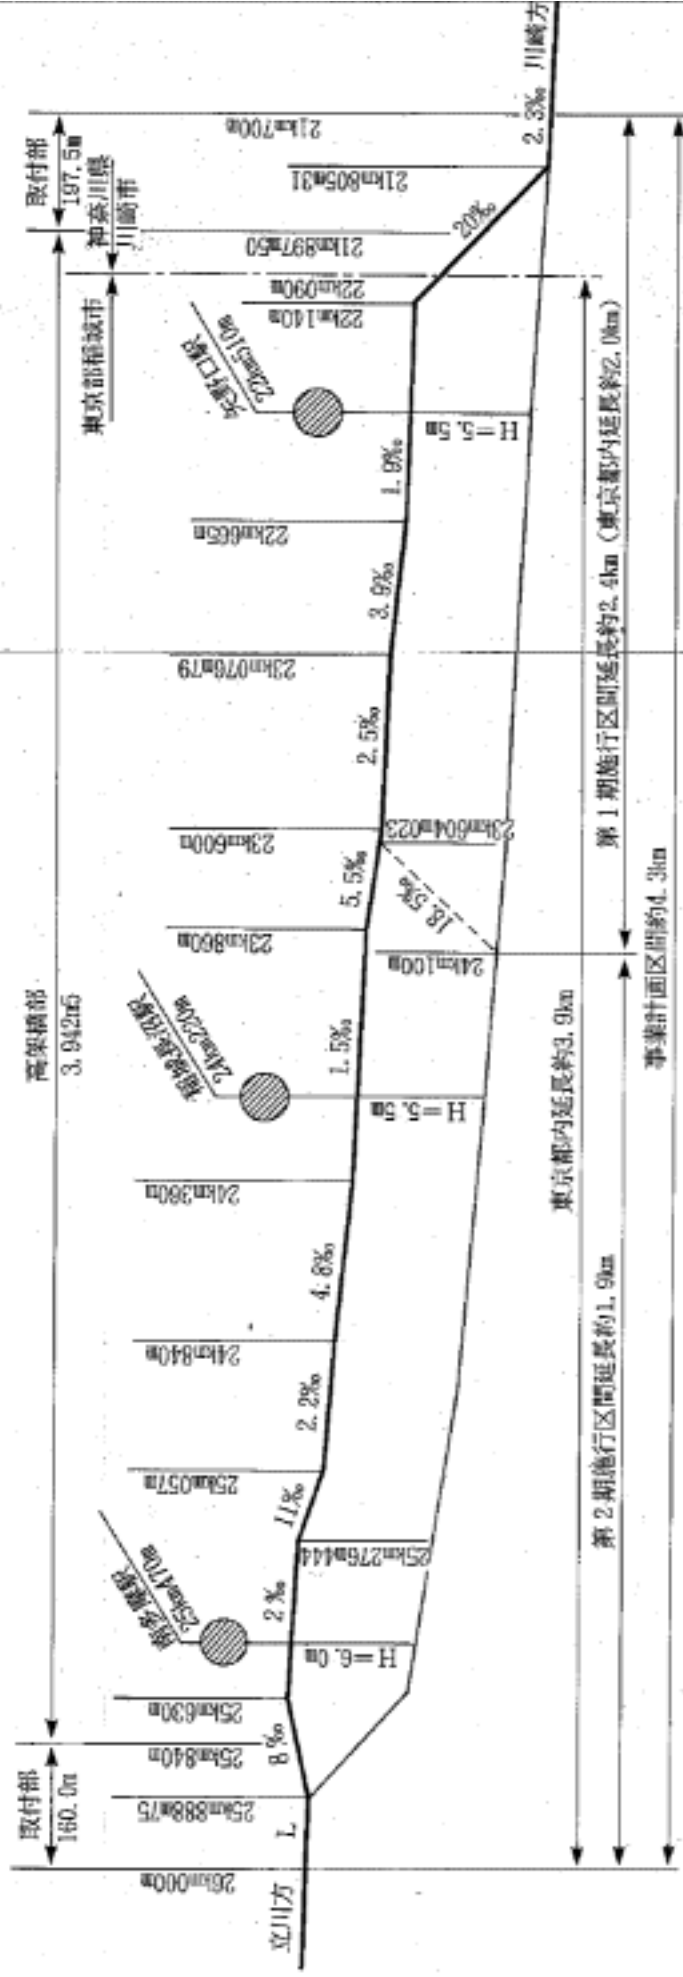 立川方
L
8‰
2‰
11‰
2.2‰
4.8‰
1.5‰
5.5‰
2.5‰
3.9‰
1.9‰
20‰
2.3‰
川崎方
取付部
160.0m
高架橋部
3.942m5
取付部
197.5m
神奈川県
川崎市
東京部稲城市
26km000m
25km888m75
25km840m
25km630m
南多摩駅
25km470m
H=6.0m
25km276m444
25km057m
24km840m
24km360m
稲城長沼駅
24km220m
H=5.5m
24km100m
18.5‰
23km860m
23km604m023
23km600m
23km076m79
22km665m
矢野口駅
22km510m
H=5.5m
22km140m
22km090m
21km897m50
21km805m31
21km700m
東京都内延長約3.9km
第2期施行区間延長約1.9km
第1期施行区間延長約2.4km（東京都内延長約2.0km）
事業計画区間約4.3km